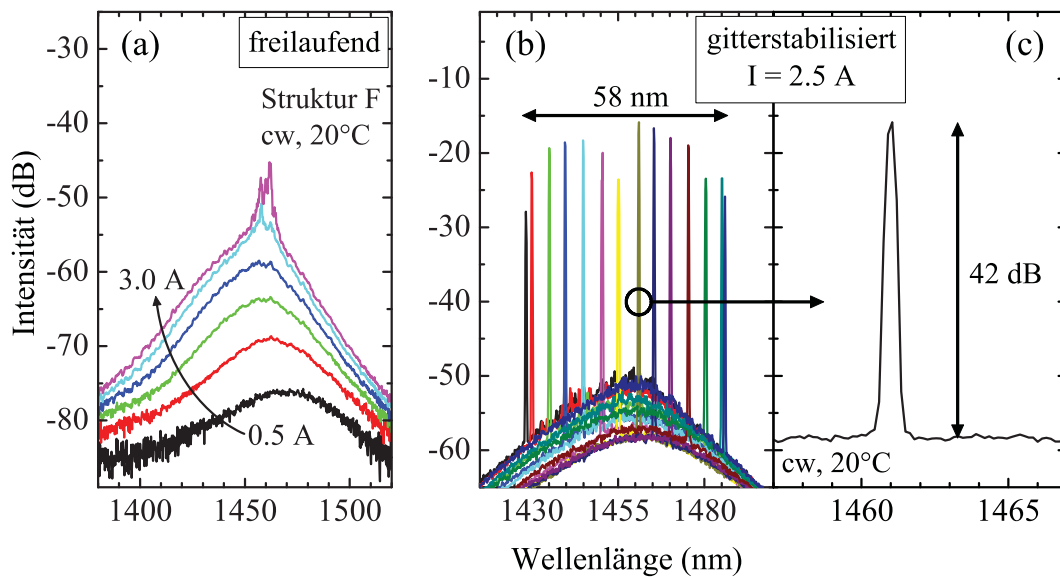 (a)
freilaufend
Struktur F
cw, 20°C
3.0 A
0.5 A
-30
-40
-50
-60
-70
-80
1400
1450
1500
Intensität (dB)
(b)
gitterstabilisiert
I = 2.5 A
(c)
58 nm
42 dB
cw, 20°C
-10
-20
-30
-40
-50
-60
1430
1455
1480
1460
1465
Wellenlänge (nm)